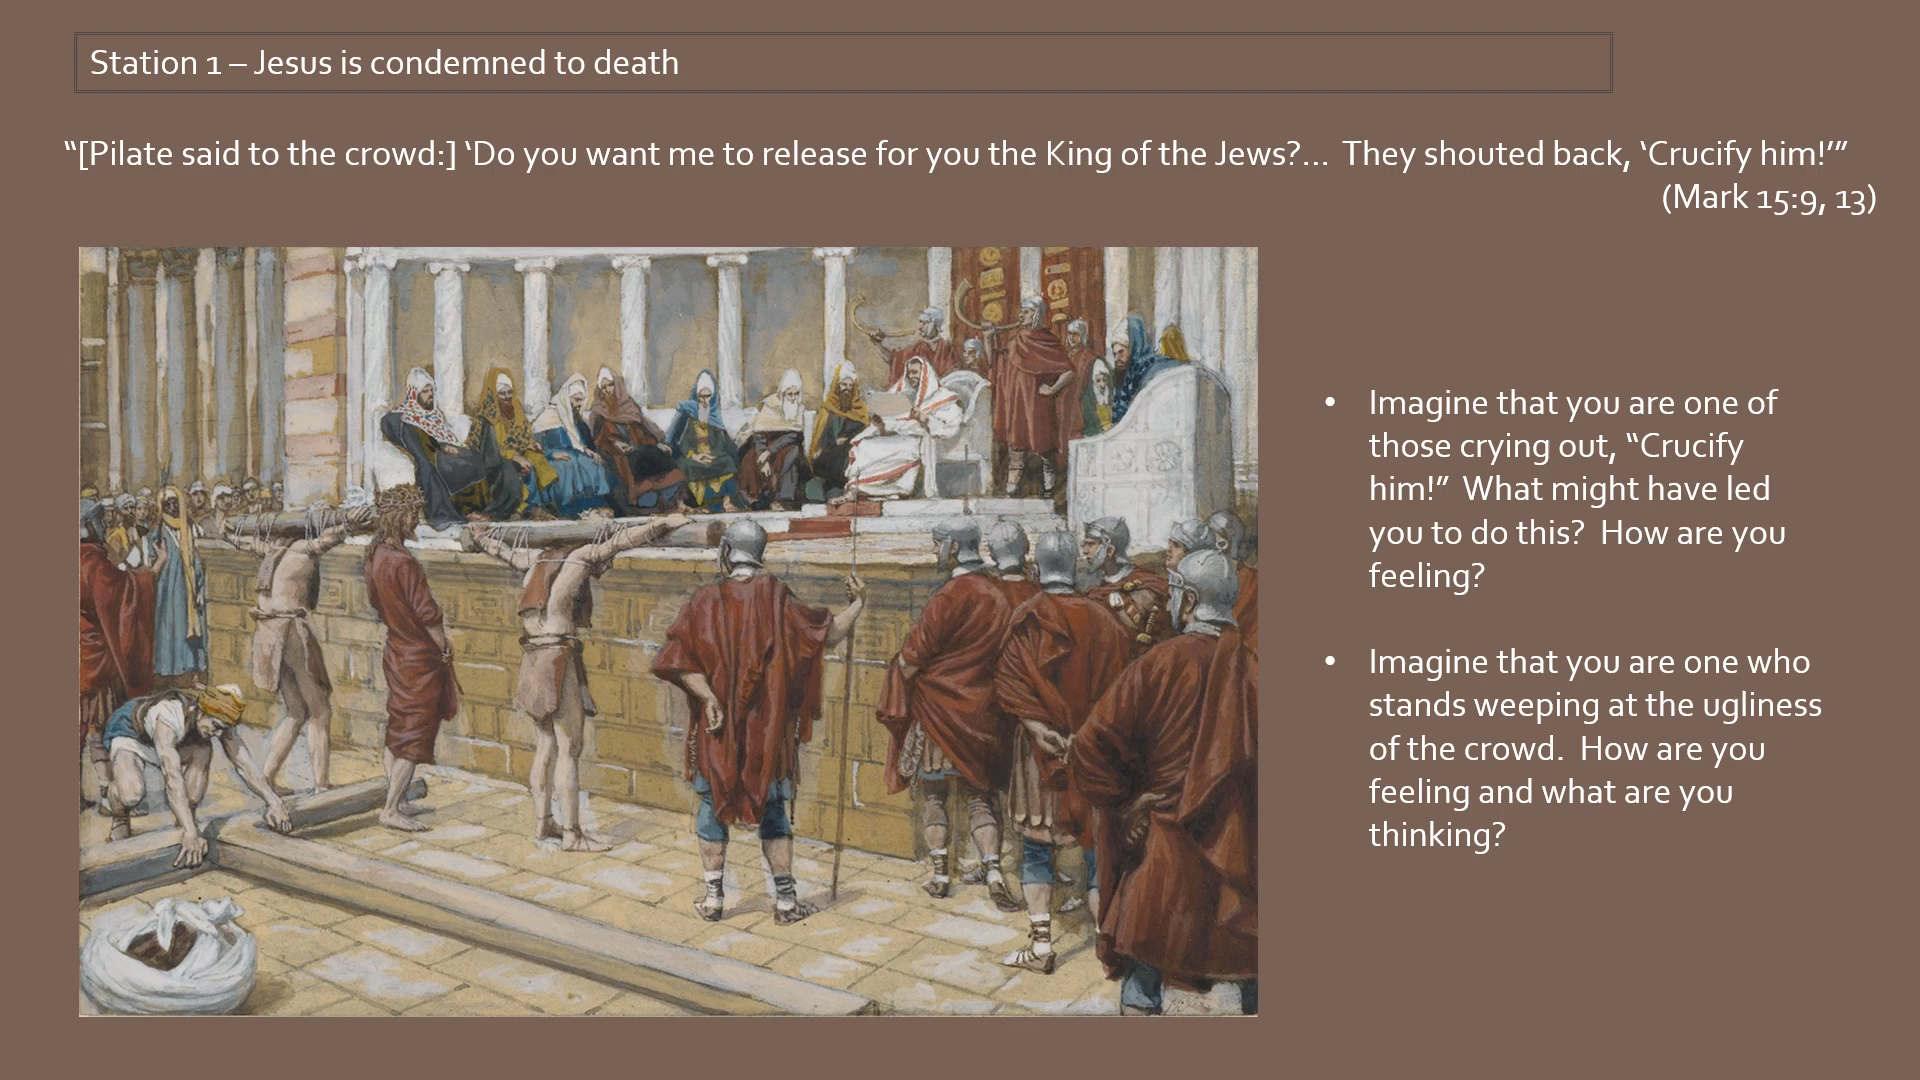 Station 1 – Jesus is condemned to death
“[Pilate said to the crowd:] ‘Do you want me to release for you the King of the Jews?...  They shouted back, ‘Crucify him!’”
(Mark 15:9, 13)
• Imagine that you are one of
those crying out, “Crucify
him!”  What might have led
you to do this?  How are you
feeling?
• Imagine that you are one who
stands weeping at the ugliness
of the crowd.  How are you
feeling and what are you
thinking?